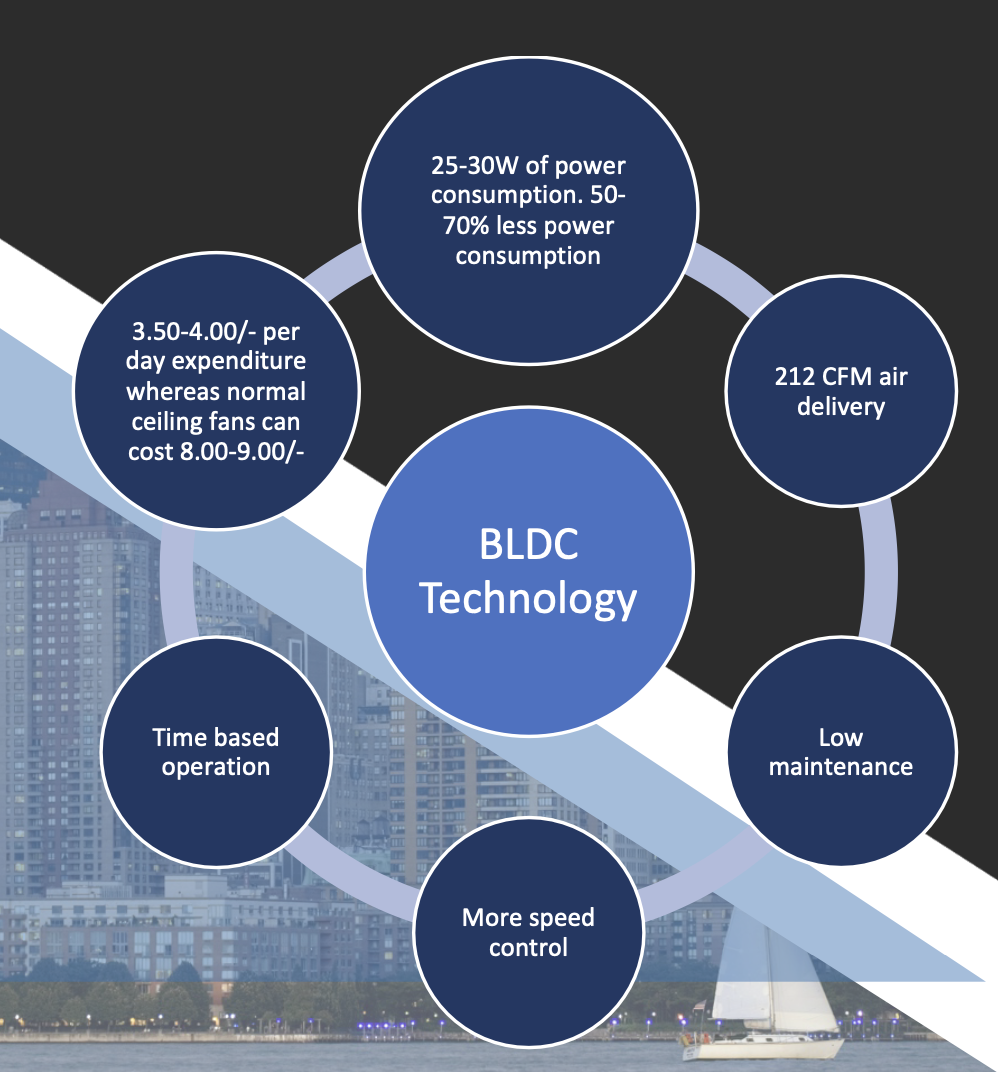 25-30W of power
consumption. 50-
70% less power
consumption
3.50-4.00/- per
day expenditure
whereas normal
ceiling fans can
cost 8.00-9.00/-
212 CFM air
delivery
BLDC
Technology
Time based
operation
Low
maintenance
More speed
control